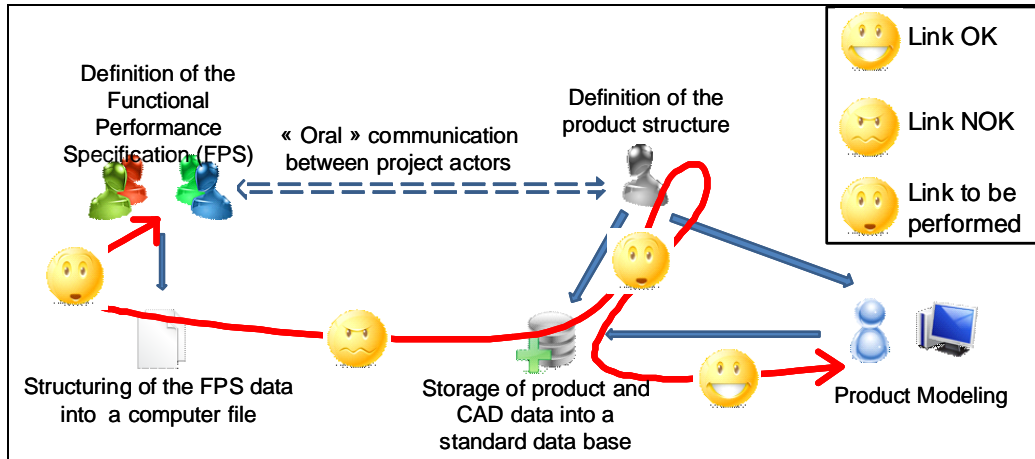 Definition of the
Functional
Performance
Specification (FPS)
« Oral » communication
between project actors
Definition of the
product structure
Link OK
Link NOK
Link to be
performed
Structuring of the FPS data
into a computer file
Storage of product and
CAD data into a
standard data base
Product Modeling